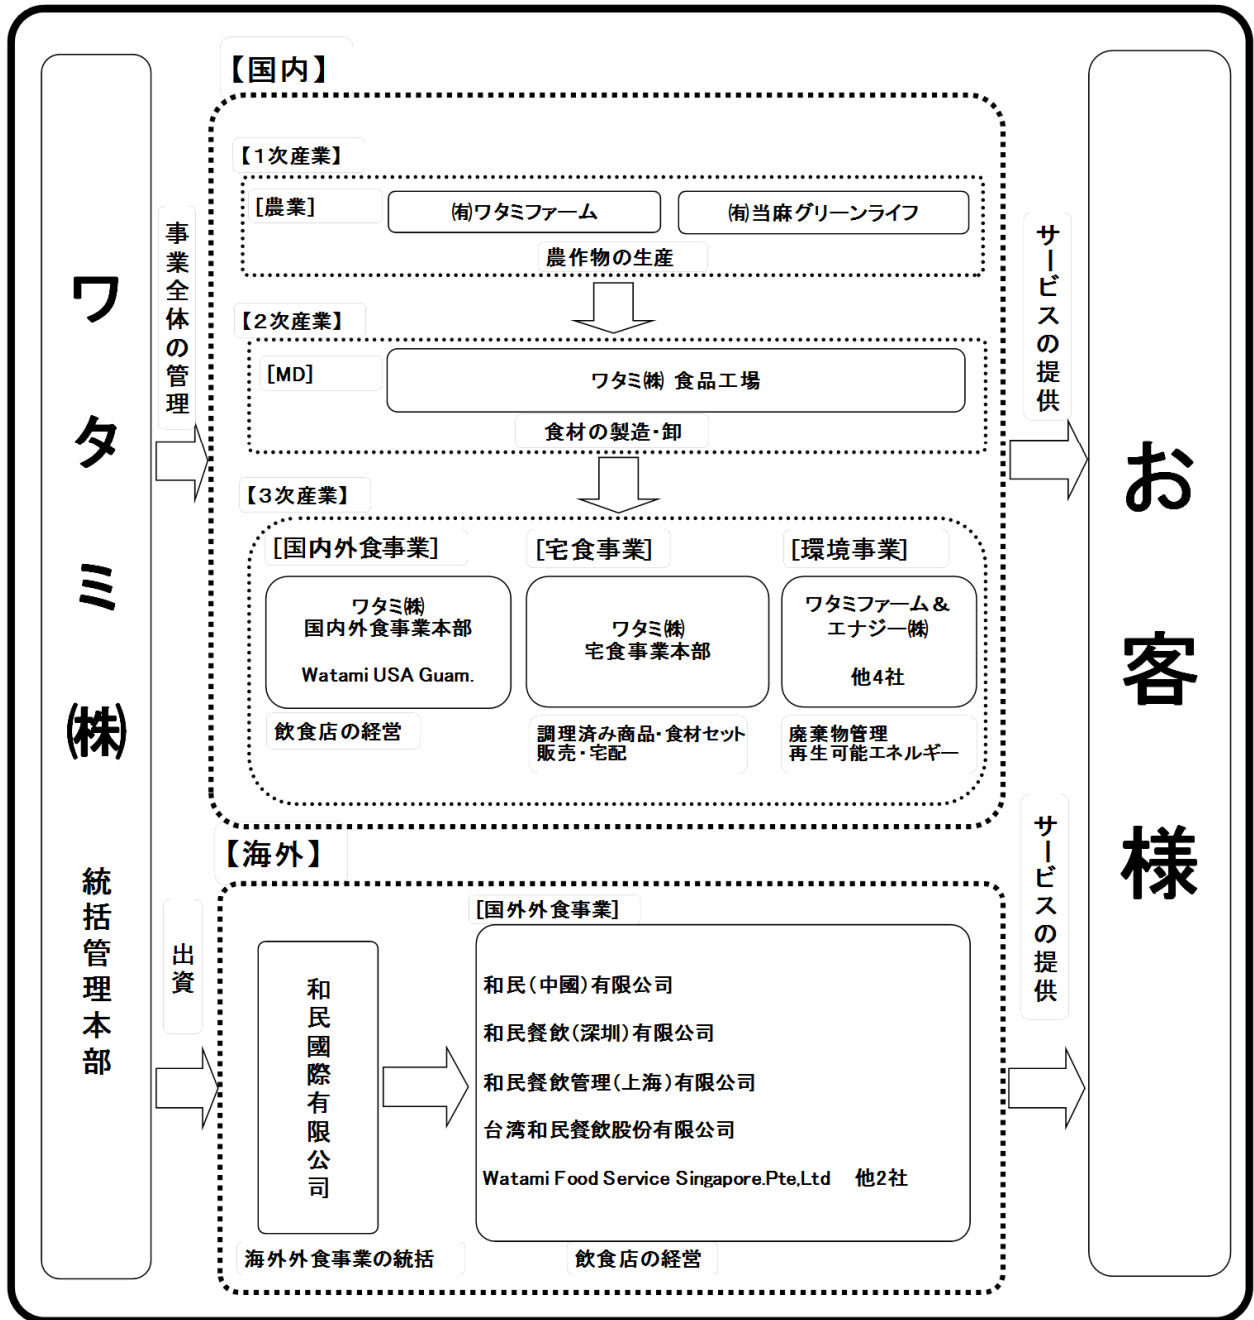 ワタミ㈱
統括管理本部
事業全体の管理
【国内】
【1次産業】
[農業]
㈲ワタミファーム
㈲当麻グリーンライフ
農作物の生産
【2次産業】
[MD]
ワタミ㈱ 食品工場
食材の製造・卸
【3次産業】
[国内外食事業]
ワタミ㈱
国内外食事業本部
Watami USA Guam.
飲食店の経営
[宅食事業]
ワタミ㈱
宅食事業本部
調理済み商品・食材セット
販売・宅配
[環境事業]
ワタミファーム＆
エナジー㈱
他4社
廃棄物管理
再生可能エネルギー
サービスの提供
出資
【海外】
和民國際有限公司
海外外食事業の統括
[国外外食事業]
和民（中國）有限公司
和民餐飲（深圳）有限公司
和民餐飲管理（上海）有限公司
台湾和民餐飲股份有限公司
Watami Food Service Singapore.Pte,Ltd 他2社
飲食店の経営
サービスの提供
お客様